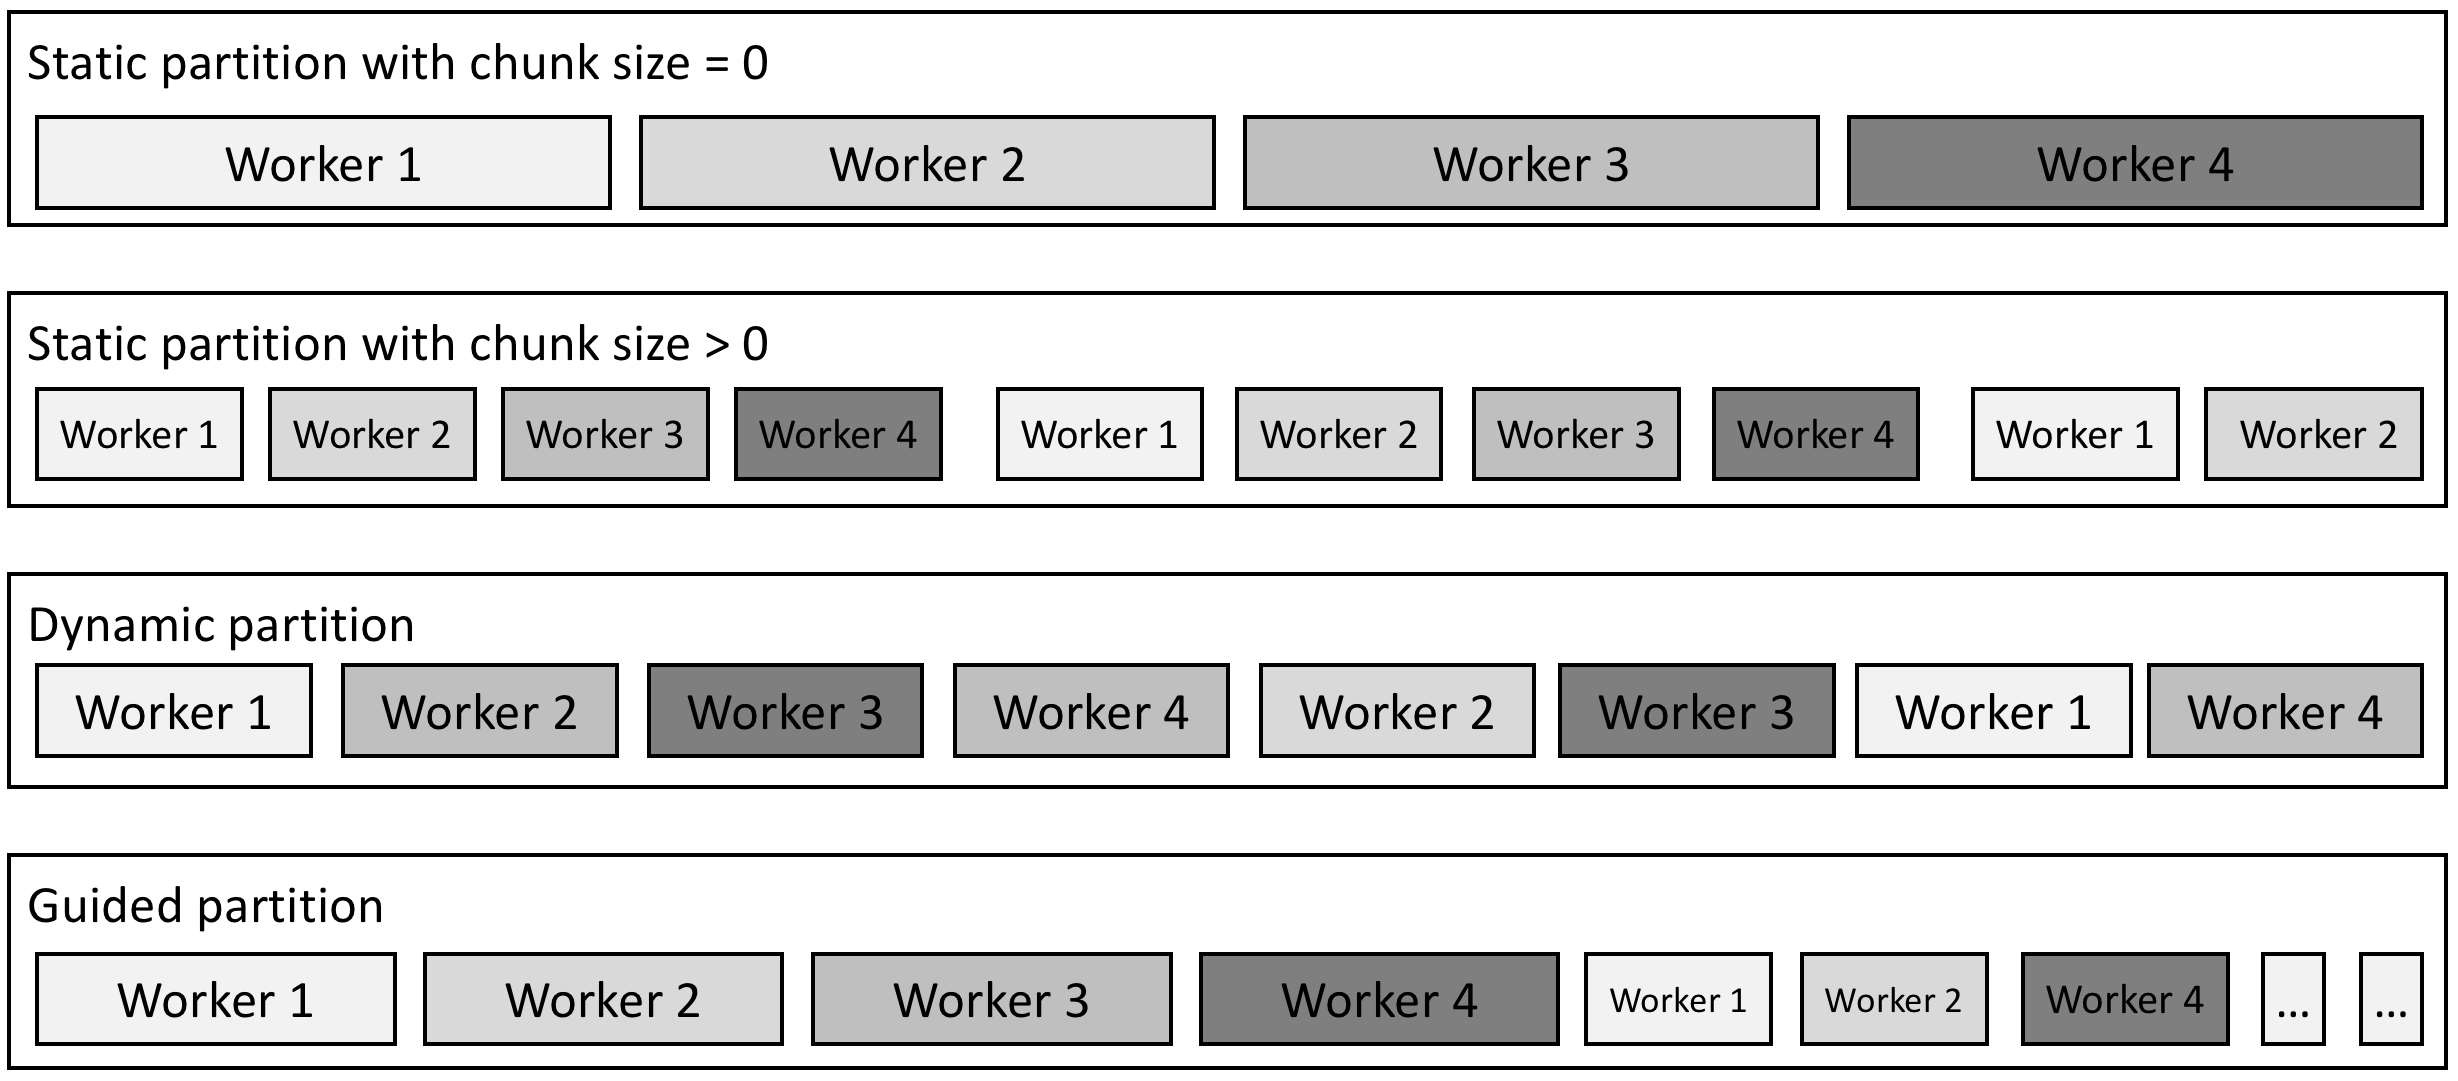 Static partition with chunk size = 0
Worker 1 Worker 2 Worker 3 Worker 4
Static partition with chunk size > 0
Worker 1 Worker 2 Worker 3 Worker 4 Worker 1 Worker 2 Worker 3 Worker 4 Worker 1 Worker 2
Dynamic partition
Worker 1 Worker 2 Worker 3 Worker 4 Worker 2 Worker 3 Worker 1 Worker 4
Guided partition
Worker 1 Worker 2 Worker 3 Worker 4 Worker 1 Worker 2 Worker 4 ... ...